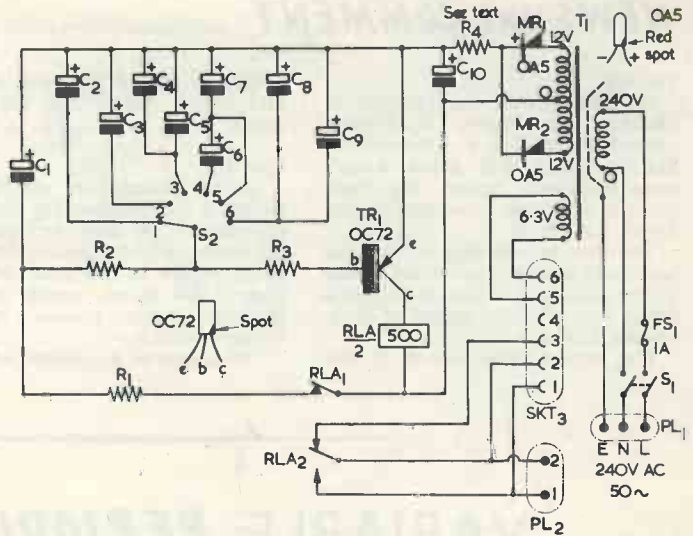 See text
R4
MR1
+
12V
T1
OA5
Red spot
- +
C2
C4
C7
C8
C10
OA5
O
240V
C3
C5
C6
C9
MR2
OA5
12V
O
C1
3 4 5
2
1
6
S2
TR1
OC72
6·3V
R2
R3
b
e
c
OC72
Spot
e b c
RLA/2
500
6
5
4
3
2
1
FS1
1A
R1
RLA1
SKT3
S1
PL1
RLA2
2
1
PL2
E N L
240V AC
50~